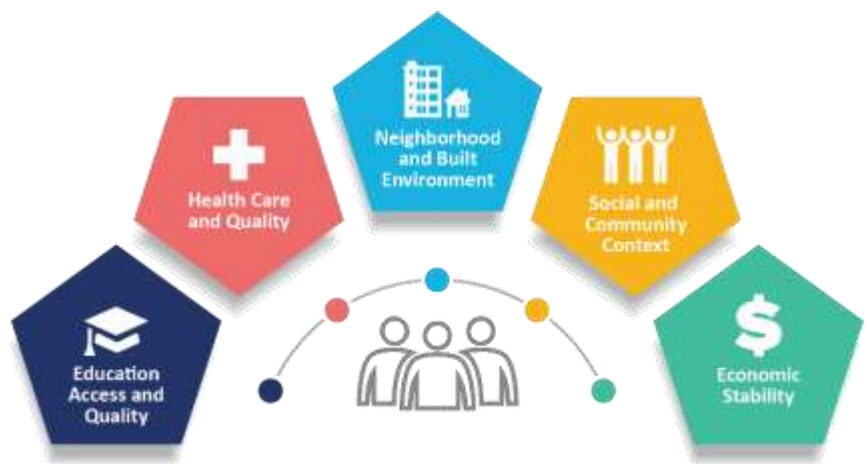 Neighborhood
and Built
Environment
Health Care
and Quality
Social and
Community
Context
Education
Access and
Quality
Economic
Stability